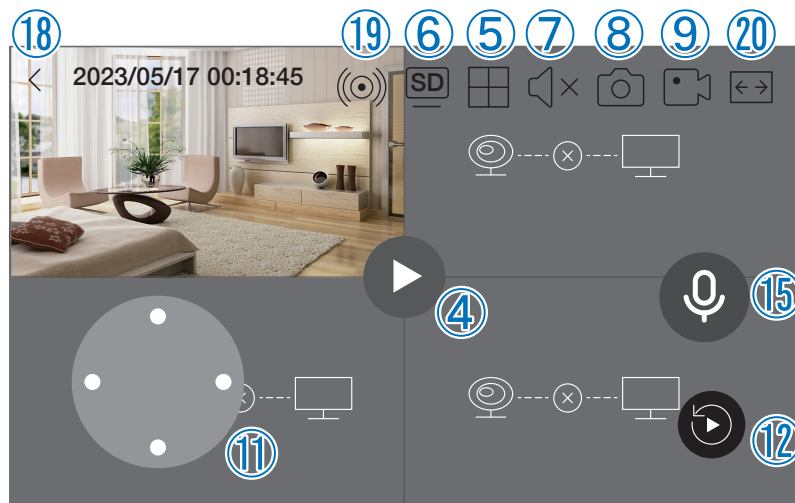 ⑱ ⑲ ⑥ ⑤ ⑦ ⑧ ⑨ ⑳
2023/05/17 00:18:45 SD
④ ⑮
⑪ ⑫